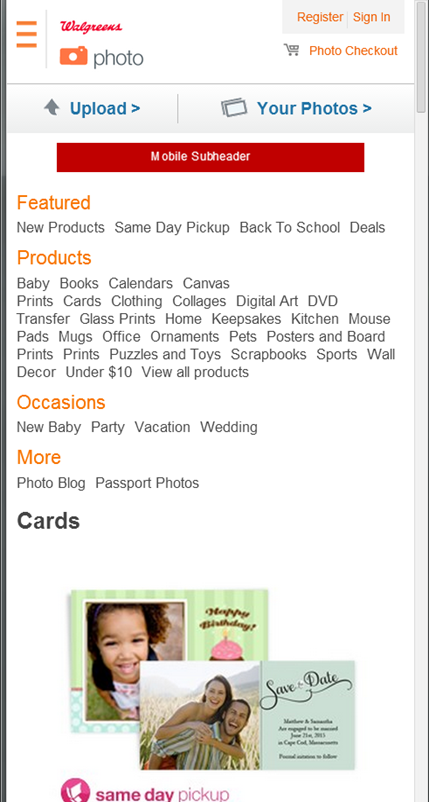 Walgreens
photo
Register Sign In
Photo Checkout
Upload > Your Photos >
Mobile Subheader
Featured
New Products Same Day Pickup Back To School Deals
Products
Baby Books Calendars Canvas
Prints Cards Clothing Collages Digital Art DVD
Transfer Glass Prints Home Keepsakes Kitchen Mouse
Pads Mugs Office Ornaments Pets Posters and Board
Prints Prints Puzzles and Toys Scrapbooks Sports Wall
Decor Under $10 View all products
Occasions
New Baby Party Vacation Wedding
More
Photo Blog Passport Photos
Cards
Happy
Birthday!
Save the Date
Matthew & Samantha
Are engaged to be married
June 21st, 2015
in Cape Cod, Massachusetts
Formal invitation to follow
same day pickup